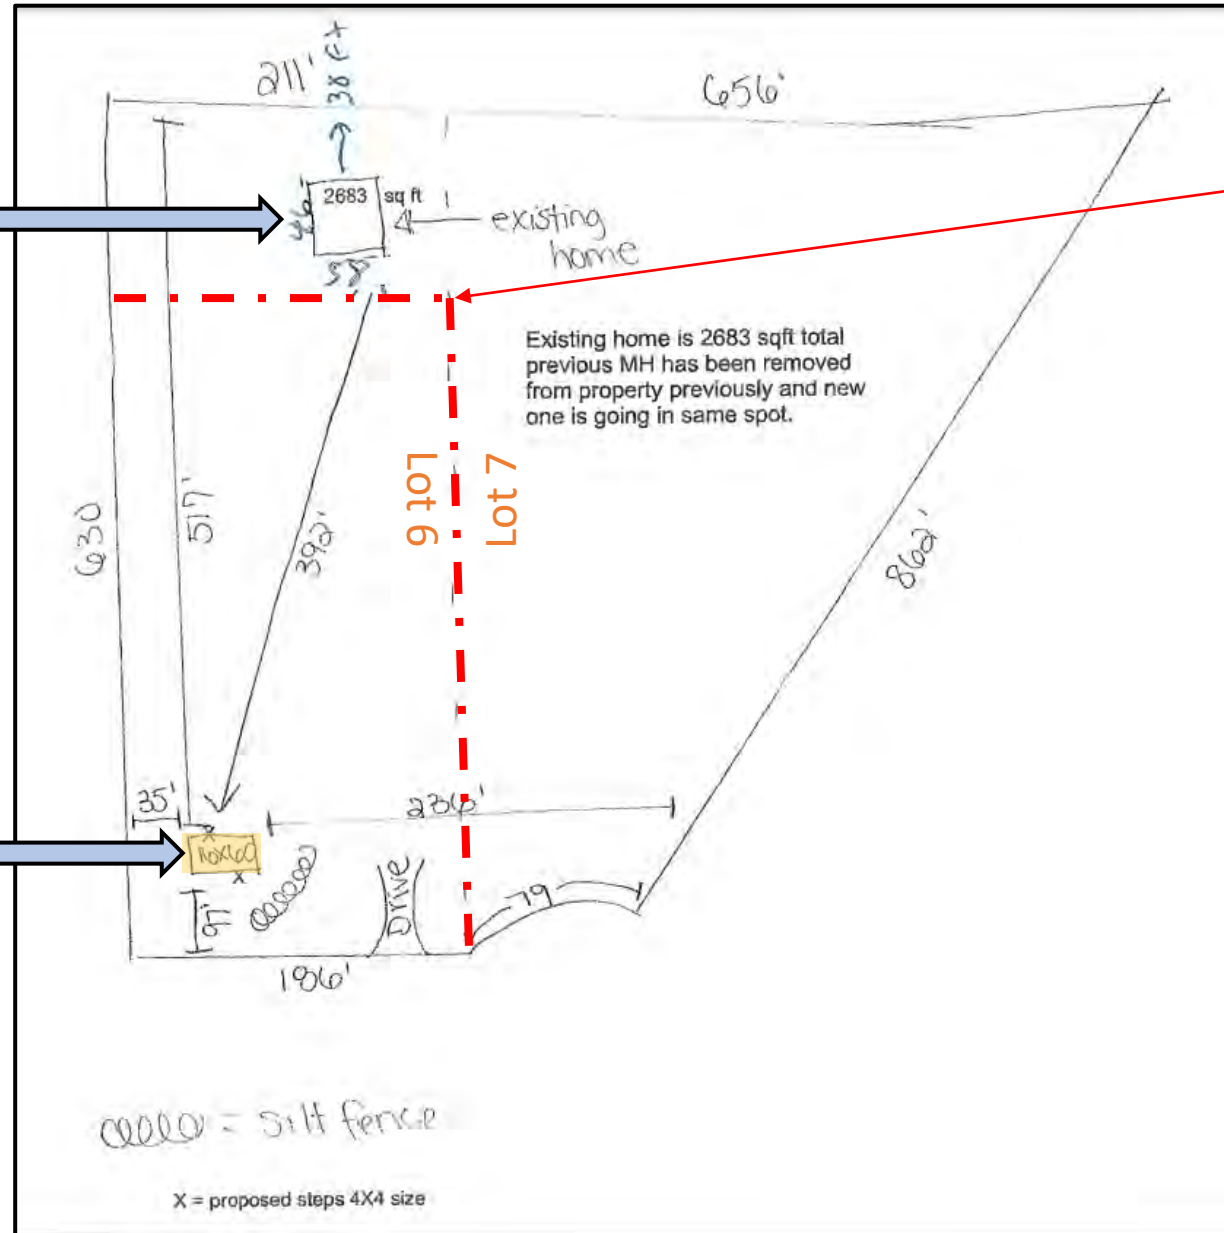 211'
38 ft
656'
2683 sq ft
46'
58'
existing
home
Existing home is 2683 sqft total
previous MH has been removed
from property previously and new
one is going in same spot.
Lot 6
Lot 7
630
517'
392'
862'
35'
236'
16x60
x
x
97'
Drive
79
186'
= Silt fence
X = proposed steps 4X4 size